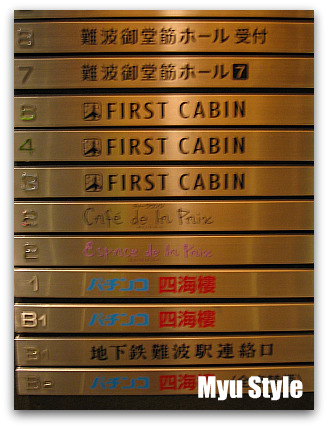 8 難波御堂筋ホール 受付
7 難波御堂筋ホール 7
5 FIRST CABIN
4 FIRST CABIN
3 FIRST CABIN
2 Café de la Paix
2 Espace de la Paix
1 パチンコ 四海樓
B1 パチンコ 四海樓
B1 地下鉄難波駅連絡口
B2 パチンコ 四海樓
Myu Style